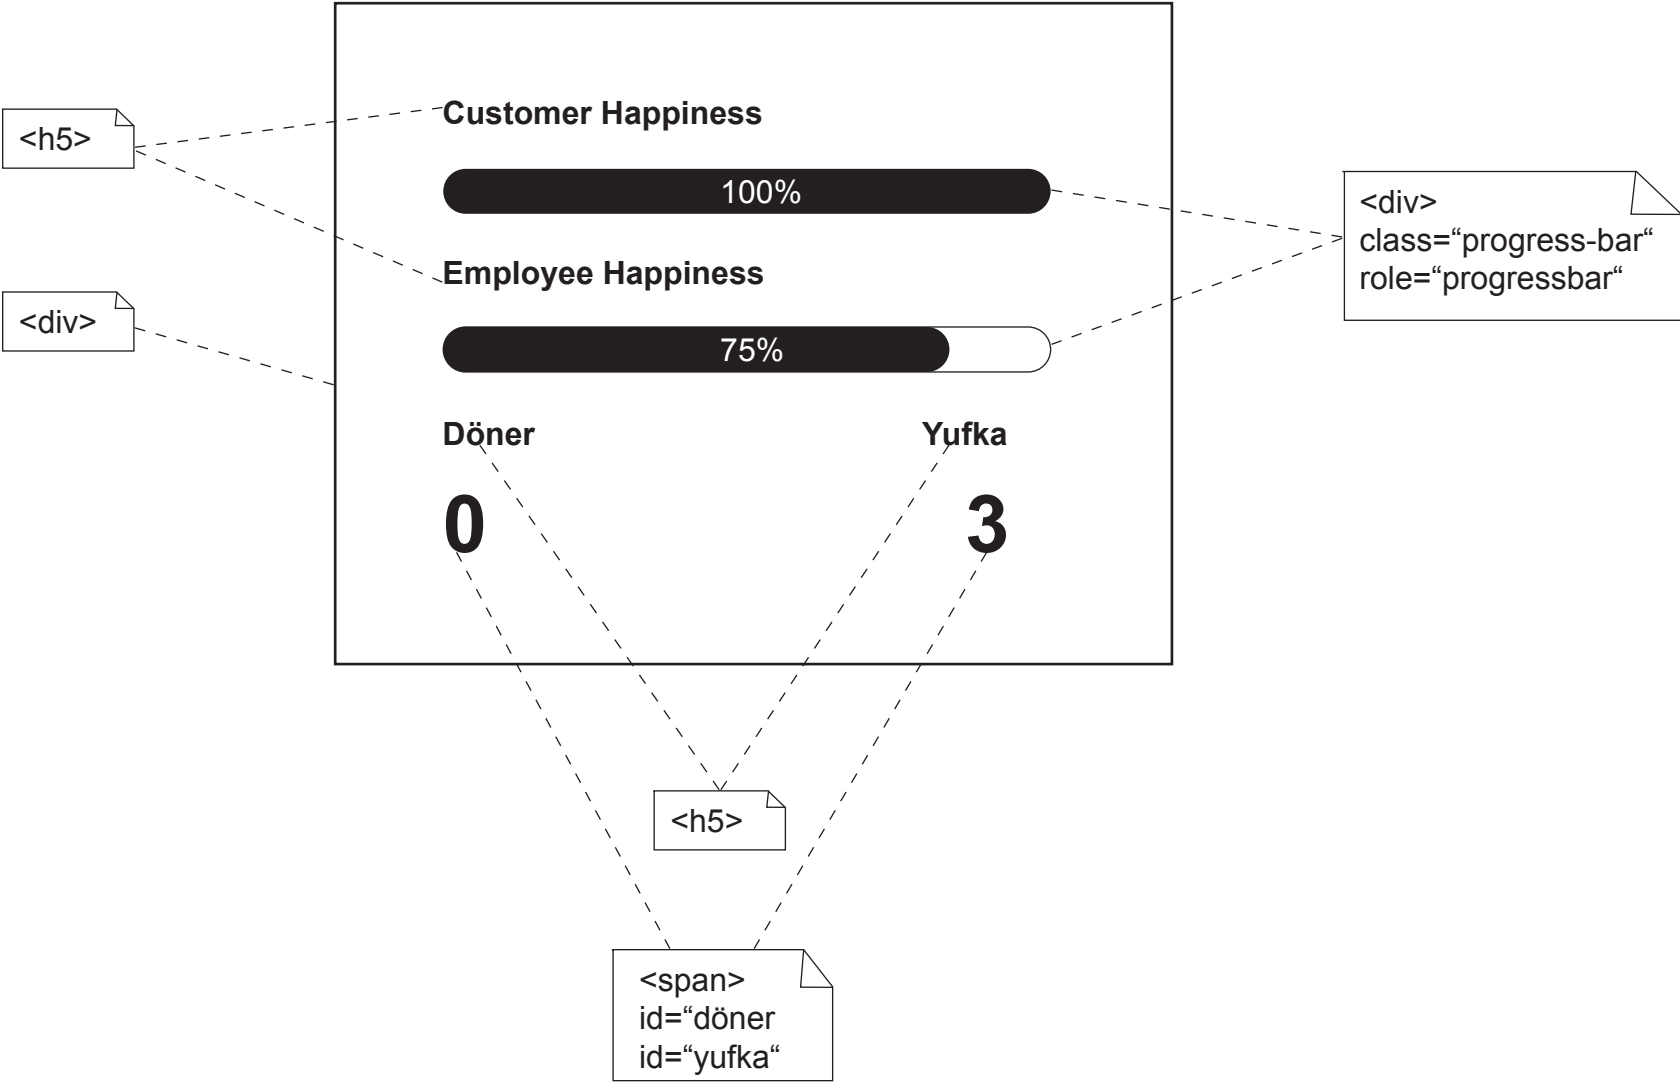 Customer Happiness
<h5>
100%
<div>
class=“progress-bar“
role=“progressbar“
Employee Happiness
<div>
75%
Döner
Yufka
0
3
<h5>
<span>
id=“döner
id=“yufka“